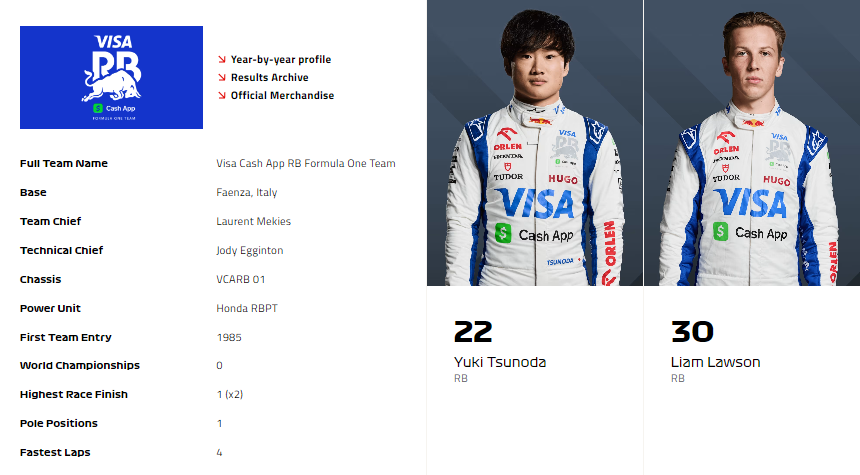 VISA
RB
Cash App
FORMULA ONE TEAM
Year-by-year profile
Results Archive
Official Merchandise
Full Team Name Visa Cash App RB Formula One Team
Base Faenza, Italy
Team Chief Laurent Mekies
Technical Chief Jody Egginton
Chassis VCARB 01
Power Unit Honda RBPT
First Team Entry 1985
World Championships 0
Highest Race Finish 1 (x2)
Pole Positions 1
Fastest Laps 4
ORLEN
HONDA
TUDOR
VISA
RB
HUGO
VISA
Cash App
TSUNODA
ORLEN
22
Yuki Tsunoda
RB
ORLEN
HONDA
TUDOR
VISA
RB
HUGO
VISA
Cash App
ORLEN
30
Liam Lawson
RB